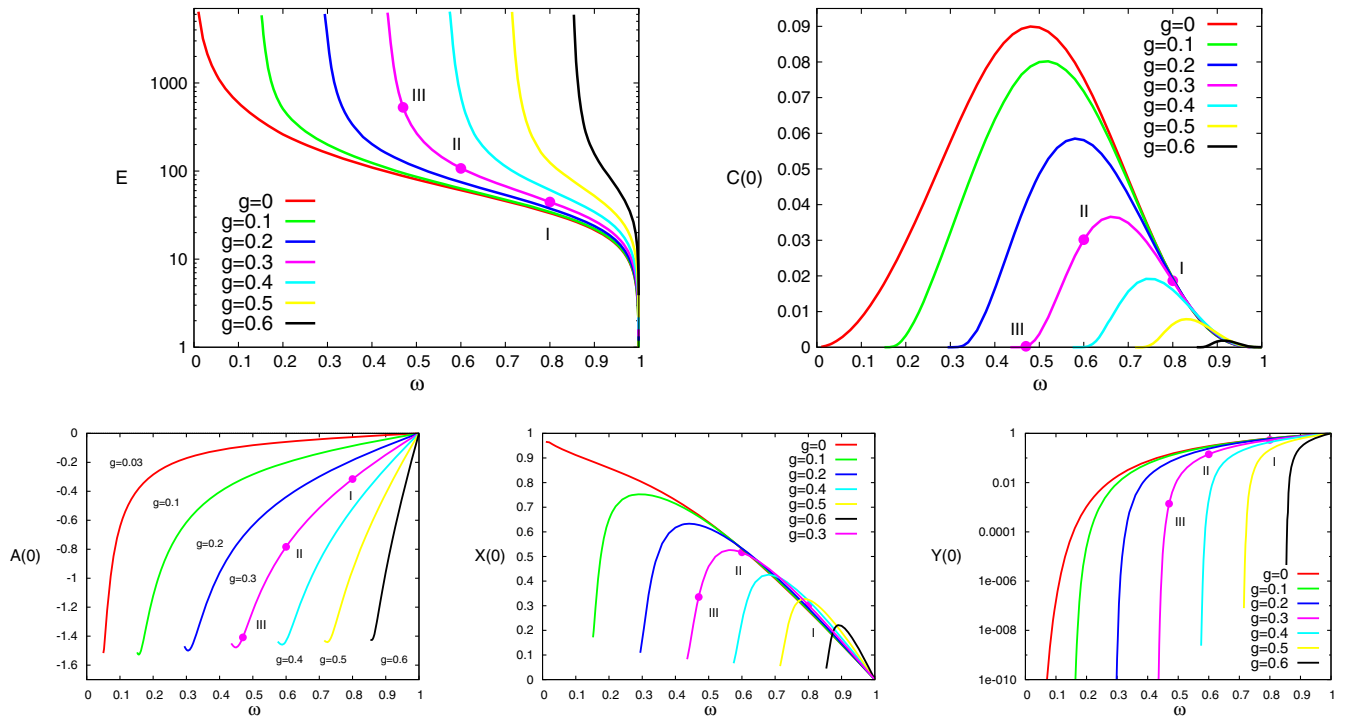 1000
100
10
1
E
g=0
g=0.1
g=0.2
g=0.3
g=0.4
g=0.5
g=0.6
III
II
I
0 0.1 0.2 0.3 0.4 0.5 0.6 0.7 0.8 0.9 1
ω
0.09
0.08
0.07
0.06
0.05
0.04
0.03
0.02
0.01
0
C(0)
g=0
g=0.1
g=0.2
g=0.3
g=0.4
g=0.5
g=0.6
II
I
III
0 0.1 0.2 0.3 0.4 0.5 0.6 0.7 0.8 0.9 1
ω
0
-0.2
-0.4
-0.6
-0.8
-1
-1.2
-1.4
-1.6
A(0)
g=0.03
g=0.1
g=0.2
g=0.3
g=0.4
g=0.5
g=0.6
I
II
III
0 0.1 0.2 0.3 0.4 0.5 0.6 0.7 0.8 0.9 1
ω
1
0.9
0.8
0.7
0.6
0.5
0.4
0.3
0.2
0.1
0
X(0)
g=0
g=0.1
g=0.2
g=0.4
g=0.5
g=0.6
g=0.3
II
III
I
0 0.1 0.2 0.3 0.4 0.5 0.6 0.7 0.8 0.9 1
ω
1
0.01
0.0001
1e-006
1e-008
1e-010
Y(0)
II
I
III
g=0
g=0.1
g=0.2
g=0.3
g=0.4
g=0.5
g=0.6
0 0.2 0.4 0.6 0.8 1
ω